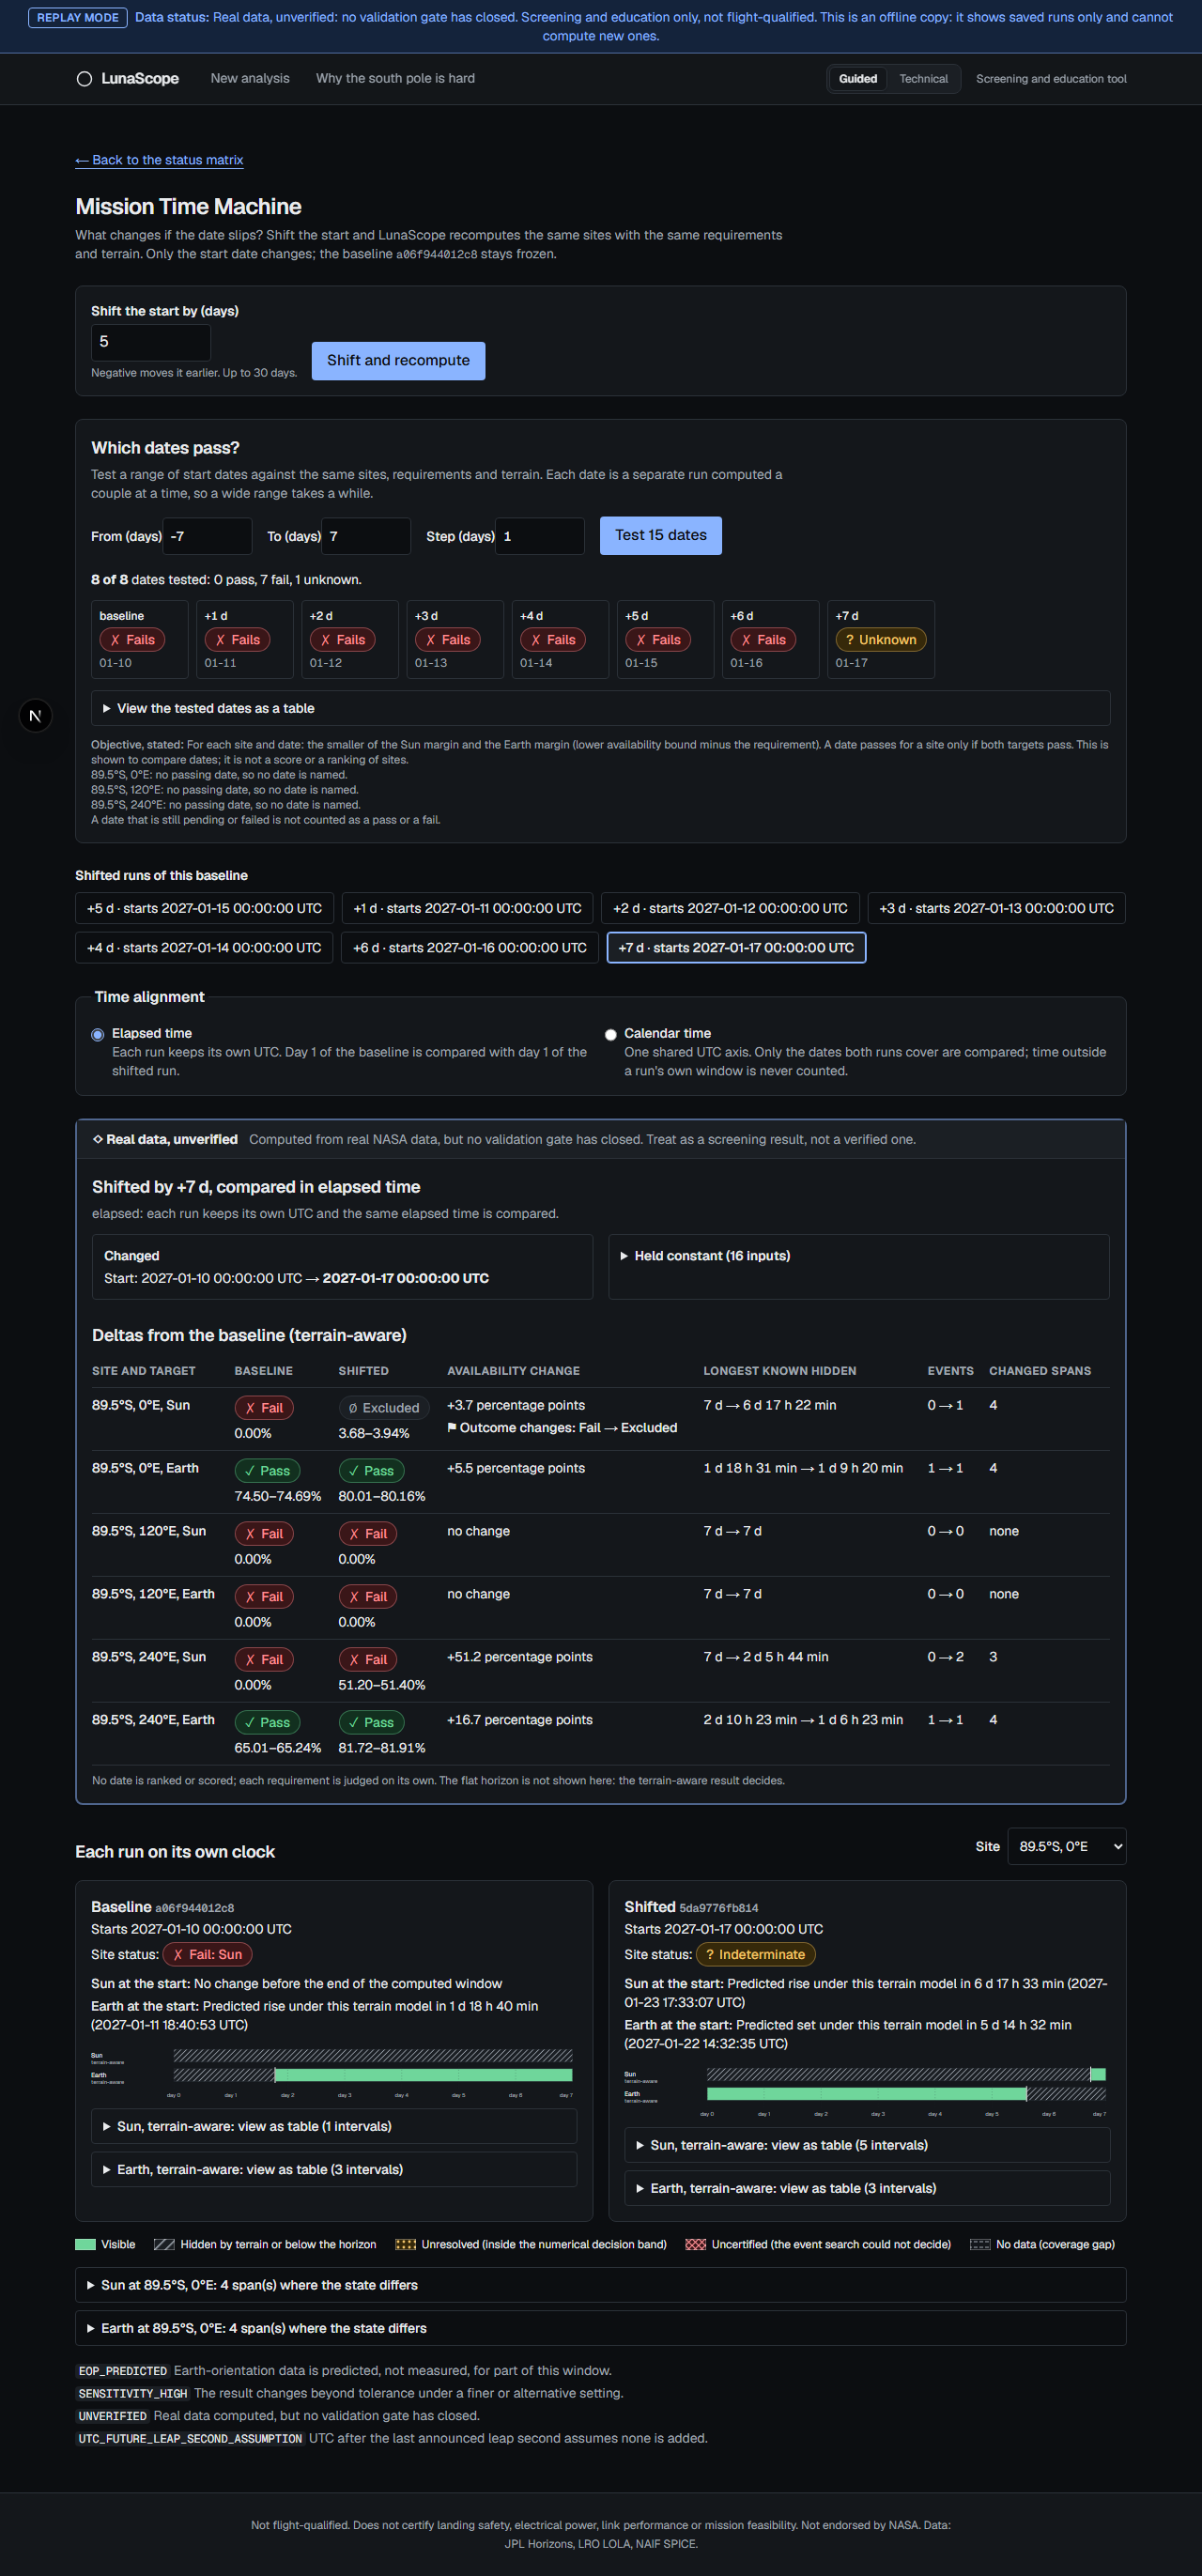 REPLAY MODE Data status: Real data, unverified: no validation gate has closed. Screening and education only, not flight-qualified. This is an offline copy: it shows saved runs only and cannot
compute new ones.
LunaScope New analysis Why the south pole is hard Guided Technical Screening and education tool
← Back to the status matrix
Mission Time Machine
What changes if the date slips? Shift the start and LunaScope recomputes the same sites with the same requirements
and terrain. Only the start date changes; the baseline a06f944012c8 stays frozen.
Shift the start by (days)
5
Shift and recompute
Negative moves it earlier. Up to 30 days.
Which dates pass?
Test a range of start dates against the same sites, requirements and terrain. Each date is a separate run computed a
couple at a time, so a wide range takes a while.
From (days) -7 To (days) 7 Step (days) 1 Test 15 dates
8 of 8 dates tested: 0 pass, 7 fail, 1 unknown.
baseline +1 d +2 d +3 d +4 d +5 d +6 d +7 d
✗ Fails ✗ Fails ✗ Fails ✗ Fails ✗ Fails ✗ Fails ✗ Fails ? Unknown
01-10 01-11 01-12 01-13 01-14 01-15 01-16 01-17
▶ View the tested dates as a table
Objective, stated: For each site and date: the smaller of the Sun margin and the Earth margin (lower availability bound minus the requirement). A date passes for a site only if both targets pass. This is
shown to compare dates; it is not a score or a ranking of sites.
89.5°S, 0°E: no passing date, so no date is named.
89.5°S, 120°E: no passing date, so no date is named.
89.5°S, 240°E: no passing date, so no date is named.
A date that is still pending or failed is not counted as a pass or a fail.
Shifted runs of this baseline
+5 d · starts 2027-01-15 00:00:00 UTC +1 d · starts 2027-01-11 00:00:00 UTC +2 d · starts 2027-01-12 00:00:00 UTC +3 d · starts 2027-01-13 00:00:00 UTC
+4 d · starts 2027-01-14 00:00:00 UTC +6 d · starts 2027-01-16 00:00:00 UTC +7 d · starts 2027-01-17 00:00:00 UTC
Time alignment
Elapsed time
Each run keeps its own UTC. Day 1 of the baseline is compared with day 1 of the
shifted run.
Calendar time
One shared UTC axis. Only the dates both runs cover are compared; time outside
a run's own window is never counted.
◇ Real data, unverified Computed from real NASA data, but no validation gate has closed. Treat as a screening result, not a verified one.
Shifted by +7 d, compared in elapsed time
elapsed: each run keeps its own UTC and the same elapsed time is compared.
Changed
Start: 2027-01-10 00:00:00 UTC → 2027-01-17 00:00:00 UTC
▶ Held constant (16 inputs)
Deltas from the baseline (terrain-aware)
SITE AND TARGET BASELINE SHIFTED AVAILABILITY CHANGE LONGEST KNOWN HIDDEN EVENTS CHANGED SPANS
89.5°S, 0°E, Sun ✗ Fail Ø Excluded +3.7 percentage points 7 d → 6 d 17 h 22 min 0 → 1 4
0.00% 3.68–3.94% ⚑ Outcome changes: Fail → Excluded
89.5°S, 0°E, Earth ✓ Pass ✓ Pass +5.5 percentage points 1 d 18 h 31 min → 1 d 9 h 20 min 1 → 1 4
74.50–74.69% 80.01–80.16%
89.5°S, 120°E, Sun ✗ Fail ✗ Fail no change 7 d → 7 d 0 → 0 none
0.00% 0.00%
89.5°S, 120°E, Earth ✗ Fail ✗ Fail no change 7 d → 7 d 0 → 0 none
0.00% 0.00%
89.5°S, 240°E, Sun ✗ Fail ✗ Fail +51.2 percentage points 7 d → 2 d 5 h 44 min 0 → 2 3
0.00% 51.20–51.40%
89.5°S, 240°E, Earth ✓ Pass ✓ Pass +16.7 percentage points 2 d 10 h 23 min → 1 d 6 h 23 min 1 → 1 4
65.01–65.24% 81.72–81.91%
No date is ranked or scored; each requirement is judged on its own. The flat horizon is not shown here: the terrain-aware result decides.
Each run on its own clock Site 89.5°S, 0°E
Baseline a06f944012c8
Starts 2027-01-10 00:00:00 UTC
Site status: ✗ Fail: Sun
Sun at the start: No change before the end of the computed window
Earth at the start: Predicted rise under this terrain model in 1 d 18 h 40 min
(2027-01-11 18:40:53 UTC)
Sun
terrain-aware
Earth
terrain-aware
day 0 day 1 day 2 day 3 day 4 day 5 day 6 day 7
▶ Sun, terrain-aware: view as table (1 intervals)
▶ Earth, terrain-aware: view as table (3 intervals)
Shifted 5da9776fb814
Starts 2027-01-17 00:00:00 UTC
Site status: ? Indeterminate
Sun at the start: Predicted rise under this terrain model in 6 d 17 h 33 min (2027-
01-23 17:33:07 UTC)
Earth at the start: Predicted set under this terrain model in 5 d 14 h 32 min
(2027-01-22 14:32:35 UTC)
Sun
terrain-aware
Earth
terrain-aware
day 0 day 1 day 2 day 3 day 4 day 5 day 6 day 7
▶ Sun, terrain-aware: view as table (5 intervals)
▶ Earth, terrain-aware: view as table (3 intervals)
Visible Hidden by terrain or below the horizon Unresolved (inside the numerical decision band) Uncertified (the event search could not decide) No data (coverage gap)
▶ Sun at 89.5°S, 0°E: 4 span(s) where the state differs
▶ Earth at 89.5°S, 0°E: 4 span(s) where the state differs
EOP_PREDICTED Earth-orientation data is predicted, not measured, for part of this window.
SENSITIVITY_HIGH The result changes beyond tolerance under a finer or alternative setting.
UNVERIFIED Real data computed, but no validation gate has closed.
UTC_FUTURE_LEAP_SECOND_ASSUMPTION UTC after the last announced leap second assumes none is added.
Not flight-qualified. Does not certify landing safety, electrical power, link performance or mission feasibility. Not endorsed by NASA. Data:
JPL Horizons, LRO LOLA, NAIF SPICE.